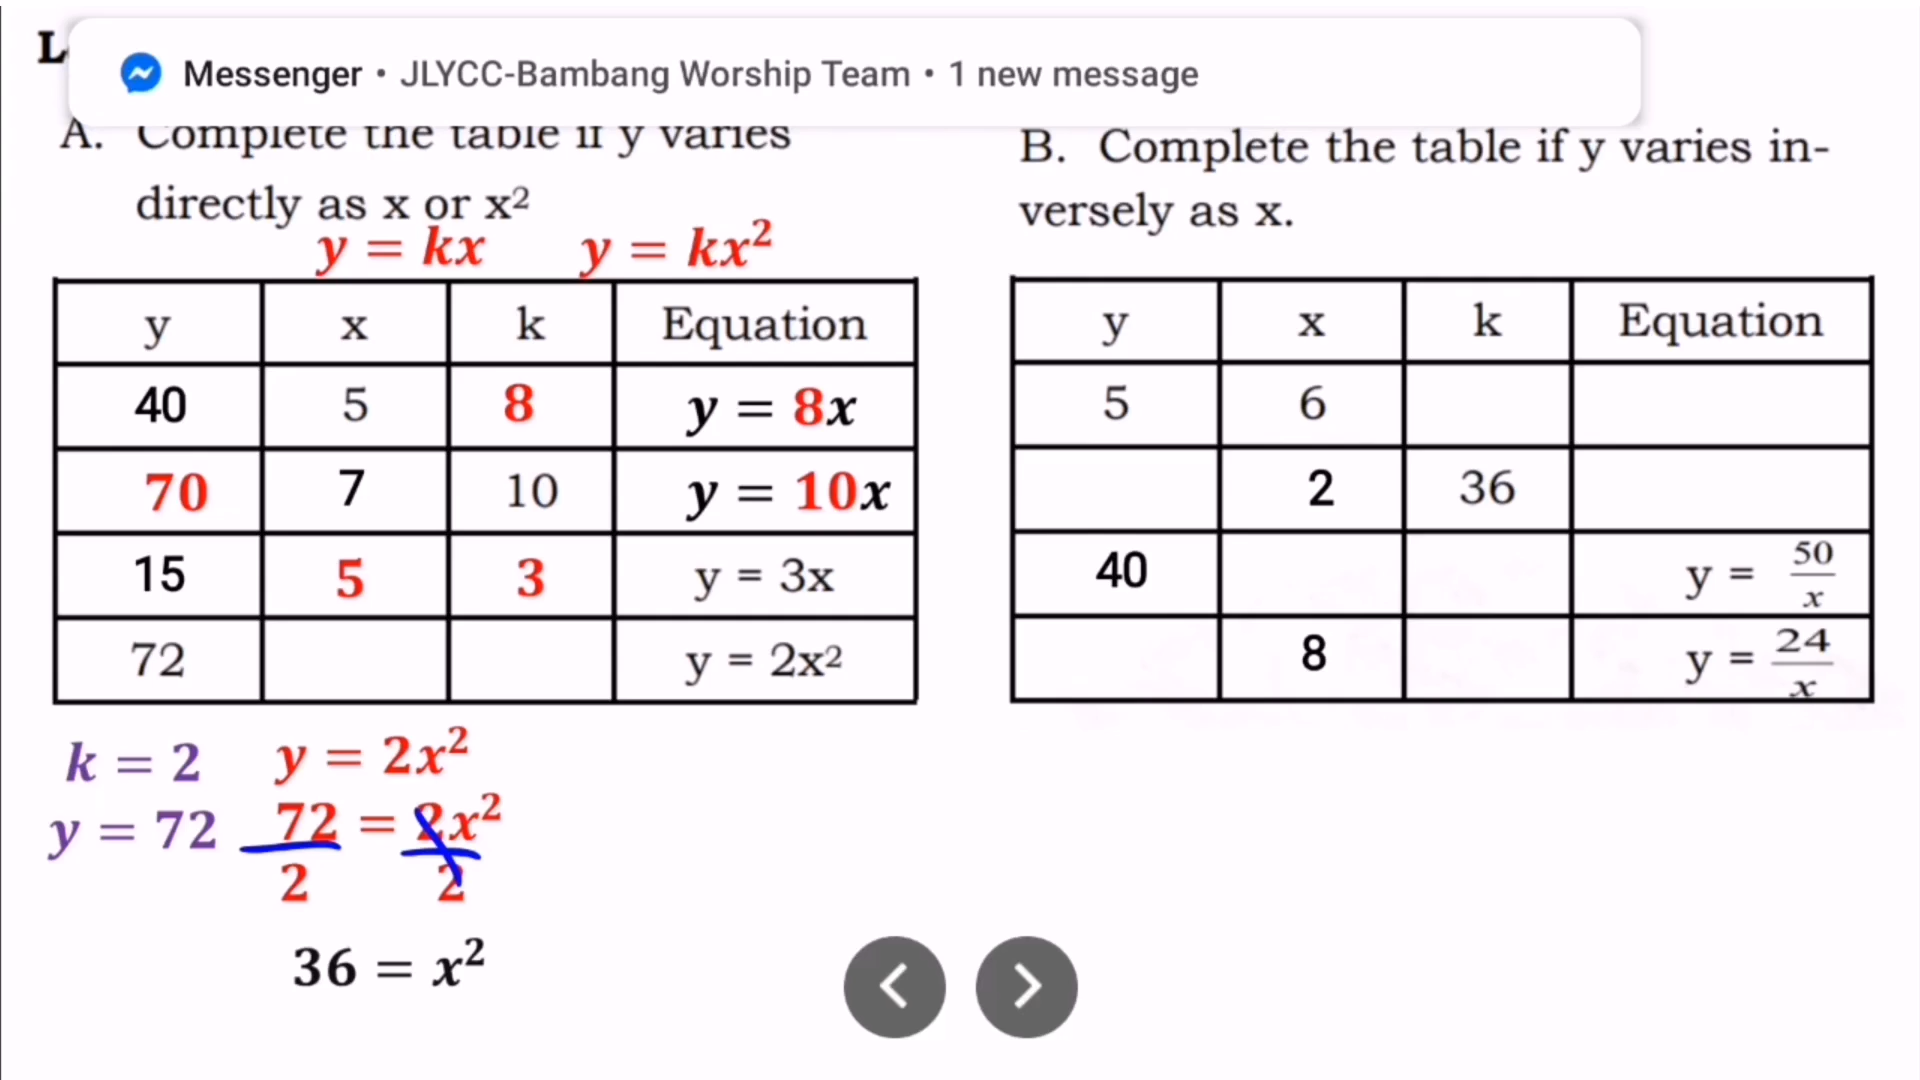 L
Messenger • JLYCC-Bambang Worship Team • 1 new message
A. Complete the table if y varies
directly as x or x²
y = kx y = kx²
y x k Equation
40 5 8 y = 8x
70 7 10 y = 10x
15 5 3 y = 3x
72 y = 2x²
k = 2 y = 2x²
y = 72 72 = 2x²
2 2
36 = x²
B. Complete the table if y varies in-
versely as x.
y x k Equation
5 6
2 36
40 y = 50/x
8 y = 24/x